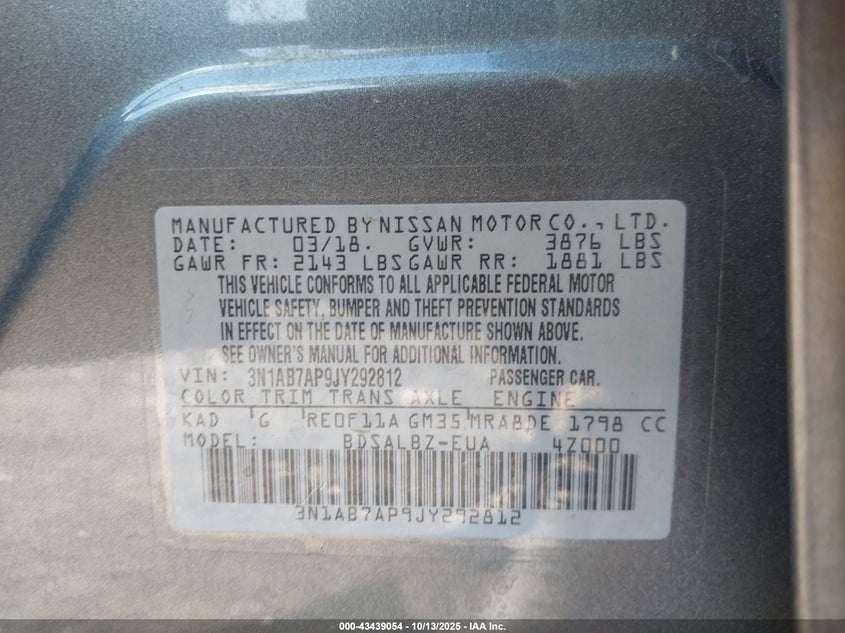 MANUFACTURED BY NISSAN MOTOR CO., LTD.
DATE: 03/18. GVWR: 3876 LBS
GAWR FR: 2143 LBS GAWR RR: 1881 LBS
THIS VEHICLE CONFORMS TO ALL APPLICABLE FEDERAL MOTOR
VEHICLE SAFETY, BUMPER AND THEFT PREVENTION STANDARDS
IN EFFECT ON THE DATE OF MANUFACTURE SHOWN ABOVE.
SEE OWNER'S MANUAL FOR ADDITIONAL INFORMATION.
VIN: 3N1AB7AP9JY292812 PASSENGER CAR.
COLOR TRIM TRANS AXLE ENGINE
KAD G RE0F11A GM35 MRA8DE 1798 CC
MODEL: BDSALBZ-EUA 4Z000
3N1AB7AP9JY292812
000-43439054 | 10/13/2025 - IAA Inc.